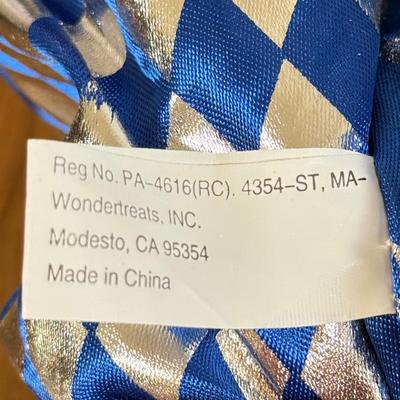 Reg No. PA-4616(RC). 4354-ST, MA-
Wondertreats, INC.
Modesto, CA 95354
Made in China